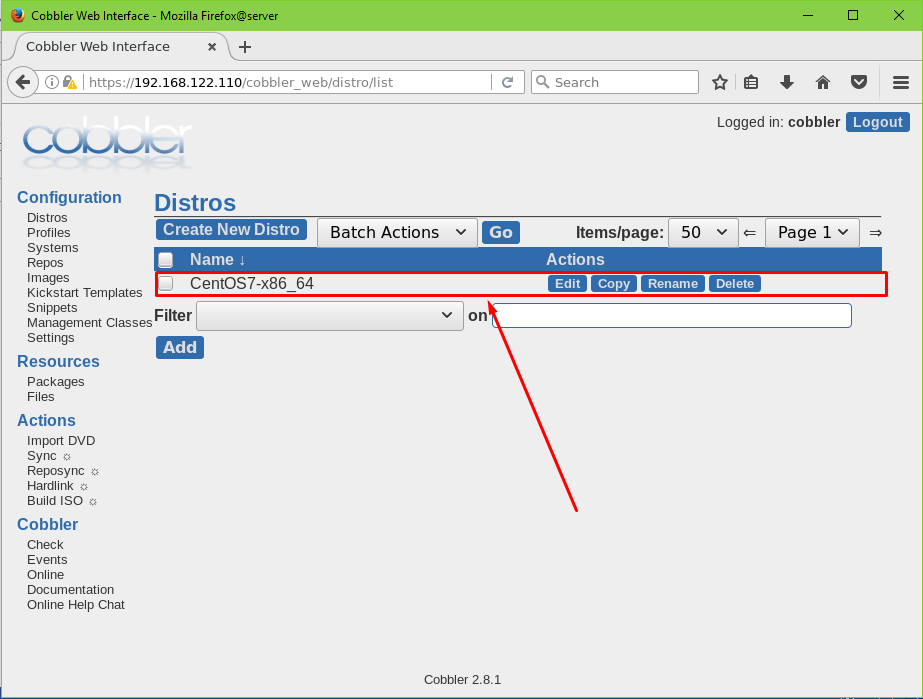 Cobbler Web Interface - Mozilla Firefox@server
Cobbler Web Interface
https://192.168.122.110/cobbler_web/distro/list
Search
cobbler
Logged in: cobbler Logout
Configuration
Distros
Profiles
Systems
Repos
Images
Kickstart Templates
Snippets
Management Classes
Settings
Resources
Packages
Files
Actions
Import DVD
Sync ☼
Reposync ☼
Hardlink ☼
Build ISO ☼
Cobbler
Check
Events
Online
Documentation
Online Help Chat
Distros
Create New Distro Batch Actions Go Items/page: 50 ⇐ Page 1 ⇒
Name ↓ Actions
CentOS7-x86_64 Edit Copy Rename Delete
Filter on
Add
Cobbler 2.8.1